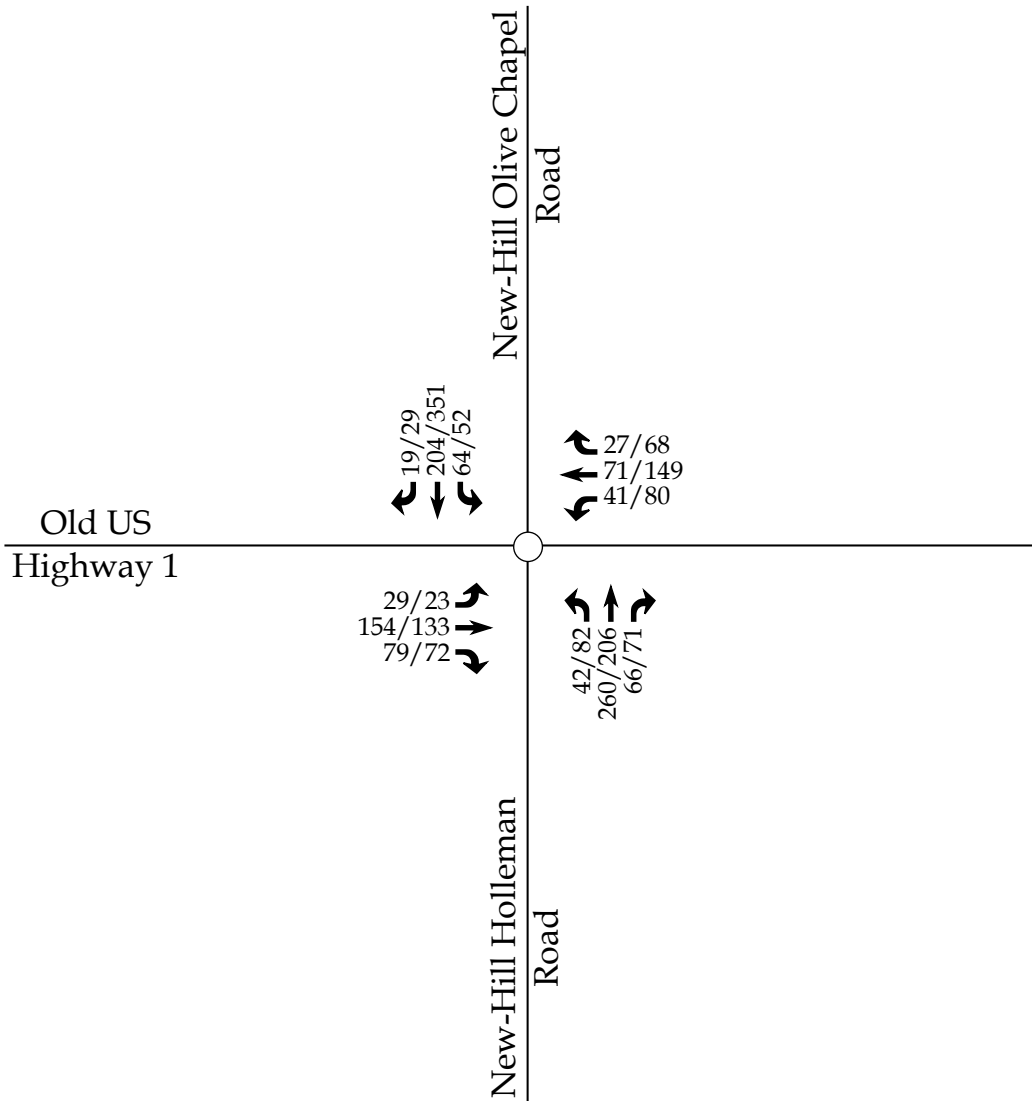 New-Hill Olive Chapel
Road
19/29
204/351
64/52
27/68
71/149
41/80
Old US
Highway 1
29/23
154/133
79/72
42/82
260/206
66/71
New-Hill Holleman
Road